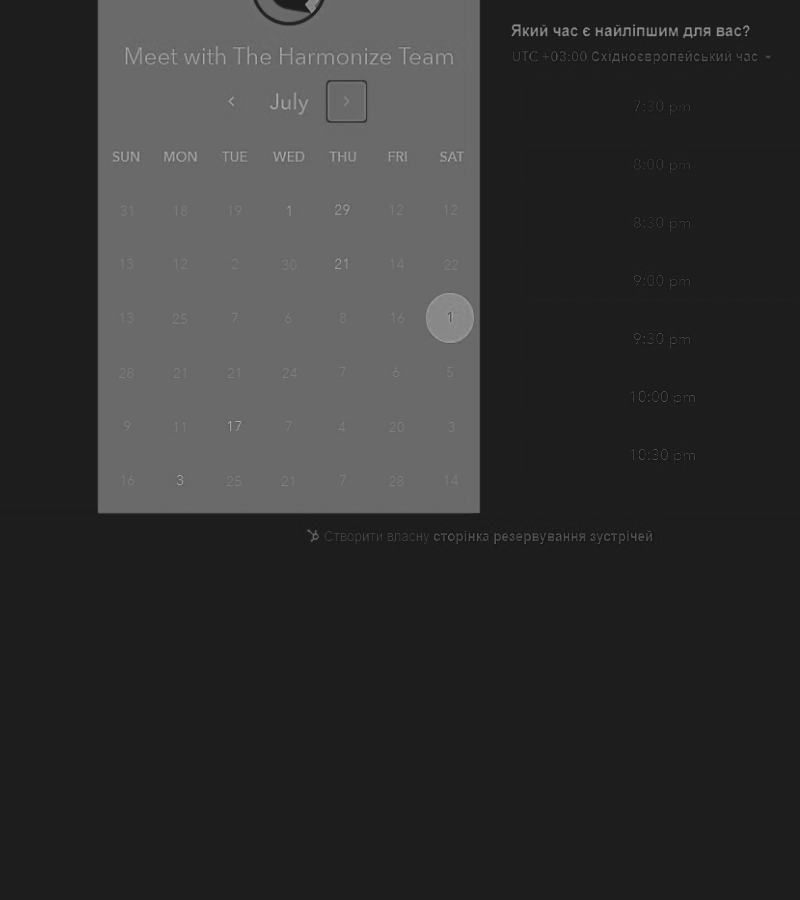 Meet with The Harmonize Team
July
SUN MON TUE WED THU FRI SAT
31 18 19 1 29 12 12
13 12 2 30 21 14 22
13 25 7 6 8 16 1
28 21 21 24 7 6 5
9 11 17 7 4 20 3
16 3 25 21 7 28 14
Який час є найліпшим для вас?
UTC +03:00 Східноєвропейський час
7:30 pm
8:00 pm
8:30 pm
9:00 pm
9:30 pm
10:00 pm
10:30 pm
Створити власну сторінка резервування зустрічей